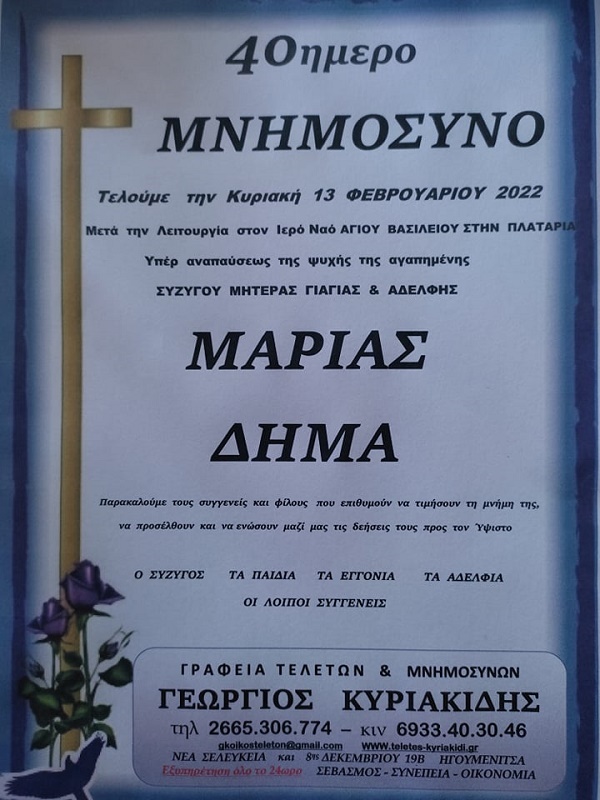 40ημερο
ΜΝΗΜΟΣΥΝΟ
Τελούμε την Κυριακή 13 ΦΕΒΡΟΥΑΡΙΟΥ 2022
Μετά την Λειτουργία στον Ιερό Ναό ΑΓΙΟΥ ΒΑΣΙΛΕΙΟΥ ΣΤΗΝ ΠΛΑΤΑΡΙΑ
Υπέρ αναπαύσεως της ψυχής της αγαπημένης
ΣΥΖΥΓΟΥ ΜΗΤΕΡΑΣ ΓΙΑΓΙΑΣ & ΑΔΕΛΦΗΣ
ΜΑΡΙΑΣ
ΔΗΜΑ
Παρακαλούμε τους συγγενείς και φίλους που επιθυμούν να τιμήσουν τη μνήμη της,
να προσέλθουν και να ενώσουν μαζί μας τις δεήσεις τους προς τον Ύψιστο
Ο ΣΥΖΥΓΟΣ ΤΑ ΠΑΙΔΙΑ ΤΑ ΕΓΓΟΝΙΑ ΤΑ ΑΔΕΛΦΙΑ
ΟΙ ΛΟΙΠΟΙ ΣΥΓΓΕΝΕΙΣ
ΓΡΑΦΕΙΑ ΤΕΛΕΤΩΝ & ΜΝΗΜΟΣΥΝΩΝ
ΓΕΩΡΓΙΟΣ ΚΥΡΙΑΚΙΔΗΣ
τηλ 2665.306.774 – κιν 6933.40.30.46
gkoikosteleton@gmail.com WWW.teletes-kyriakidi.gr
ΝΕΑ ΣΕΛΕΥΚΕΙΑ και 8ης ΔΕΚΕΜΒΡΙΟΥ 19Β ΗΓΟΥΜΕΝΙΤΣΑ
Εξυπηρέτηση όλο το 24ωρο ΣΕΒΑΣΜΟΣ - ΣΥΝΕΠΕΙΑ - ΟΙΚΟΝΟΜΙΑ